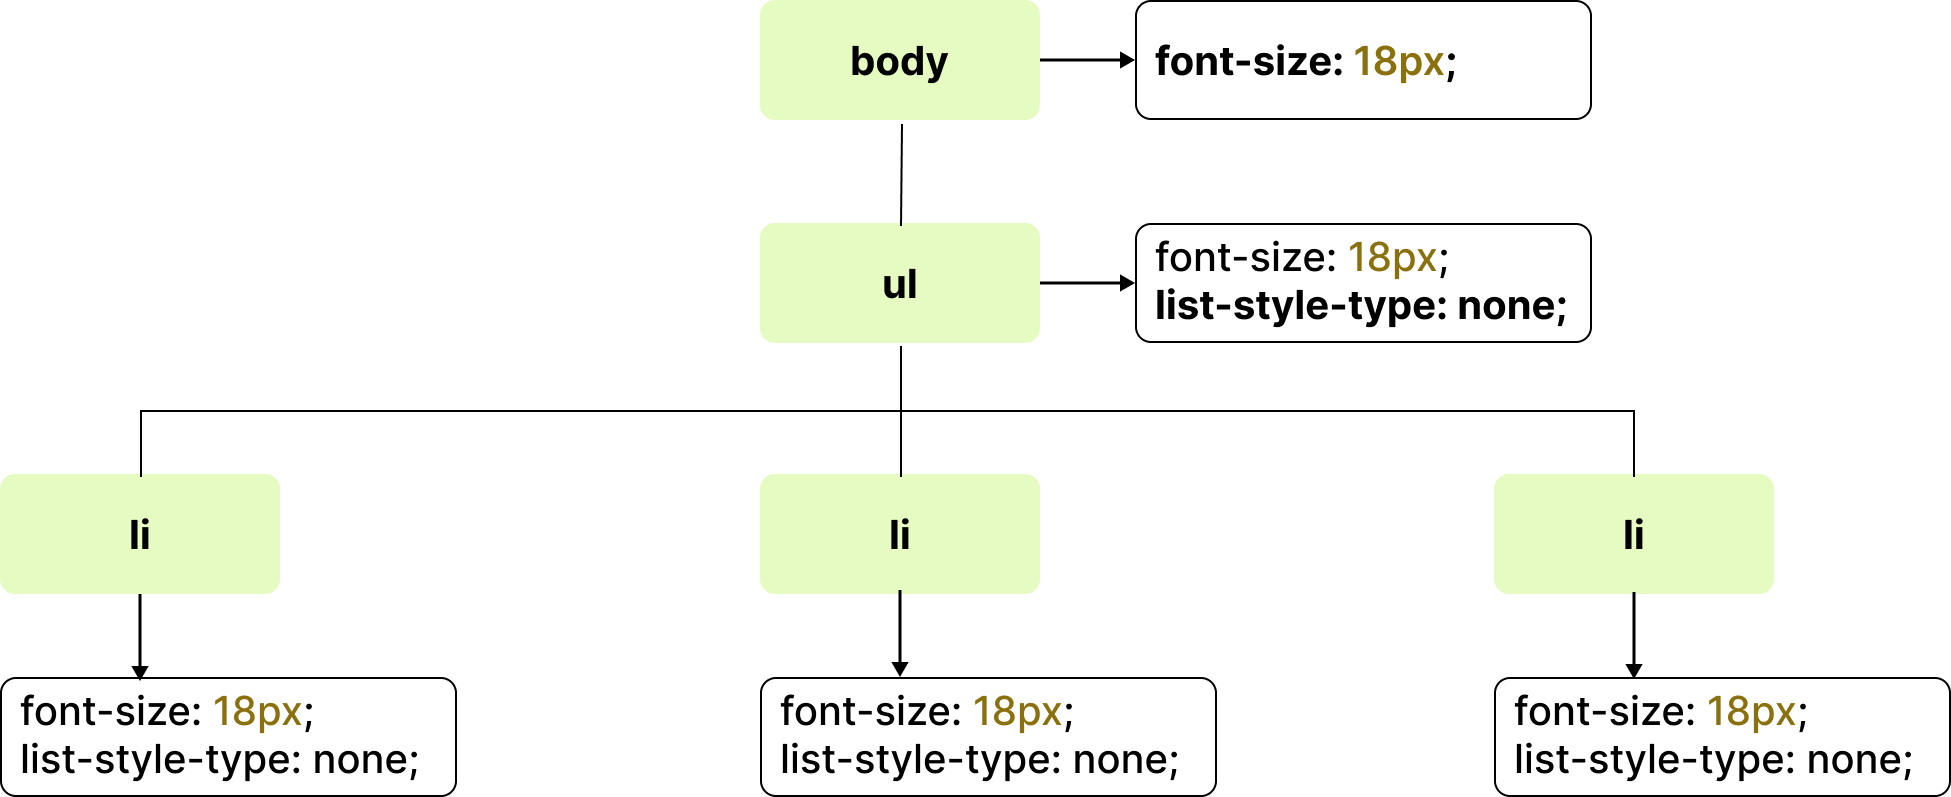 body
font-size: 18px;
ul
font-size: 18px;
list-style-type: none;
li
li
li
font-size: 18px;
list-style-type: none;
font-size: 18px;
list-style-type: none;
font-size: 18px;
list-style-type: none;